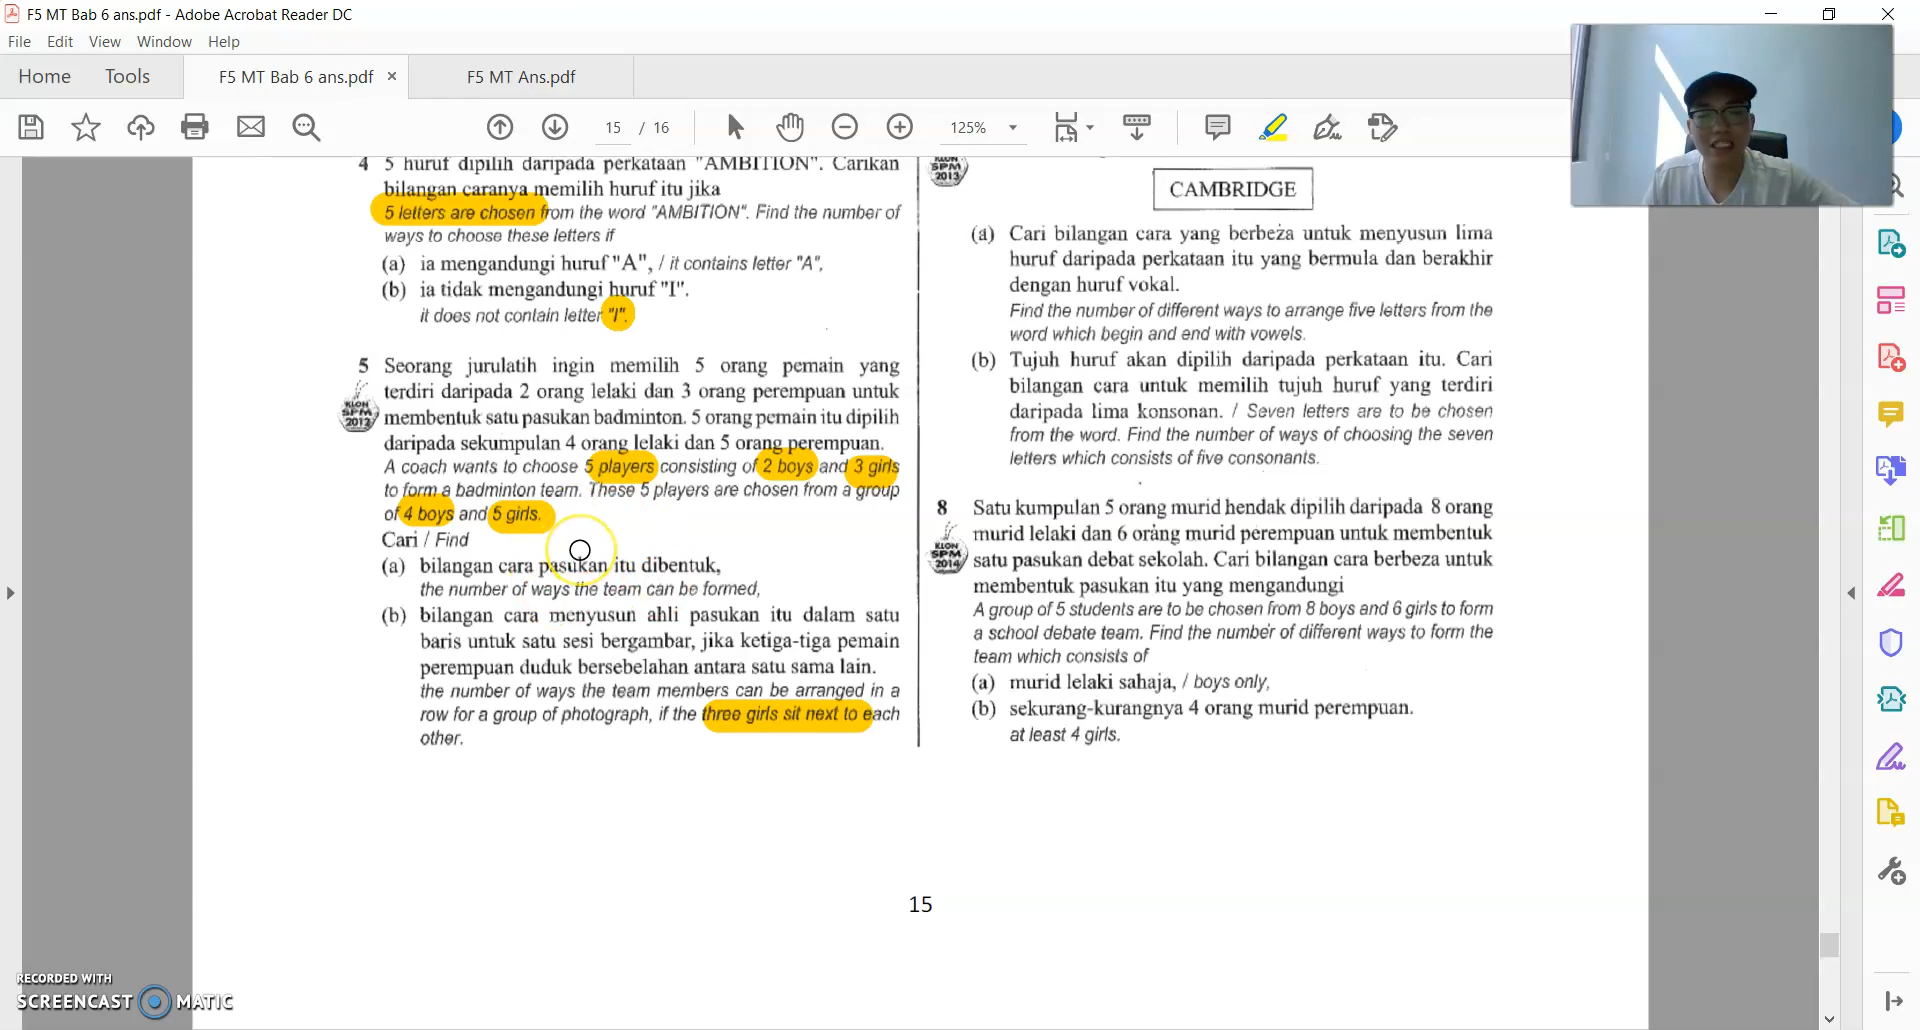 F5 MT Bab 6 ans.pdf - Adobe Acrobat Reader DC
File Edit View Window Help
Home Tools F5 MT Bab 6 ans.pdf × F5 MT Ans.pdf
15 / 16 125%
4 5 huruf dipilih daripada perkataan "AMBITION". Carikan
bilangan caranya memilih huruf itu jika
5 letters are chosen from the word "AMBITION". Find the number of
ways to choose these letters if
(a) ia mengandungi huruf "A", / it contains letter "A",
(b) ia tidak mengandungi huruf "I".
it does not contain letter "I".
5 Seorang jurulatih ingin memilih 5 orang pemain yang
terdiri daripada 2 orang lelaki dan 3 orang perempuan untuk
KLON
SPM
2012
membentuk satu pasukan badminton. 5 orang pemain itu dipilih
daripada sekumpulan 4 orang lelaki dan 5 orang perempuan.
A coach wants to choose 5 players consisting of 2 boys and 3 girls
to form a badminton team. These 5 players are chosen from a group
of 4 boys and 5 girls.
Cari / Find
(a) bilangan cara pasukan itu dibentuk,
the number of ways the team can be formed,
(b) bilangan cara menyusun ahli pasukan itu dalam satu
baris untuk satu sesi bergambar, jika ketiga-tiga pemain
perempuan duduk bersebelahan antara satu sama lain.
the number of ways the team members can be arranged in a
row for a group of photograph, if the three girls sit next to each
other.
KLON
SPM
2013
CAMBRIDGE
(a) Cari bilangan cara yang berbeza untuk menyusun lima
huruf daripada perkataan itu yang bermula dan berakhir
dengan huruf vokal.
Find the number of different ways to arrange five letters from the
word which begin and end with vowels.
(b) Tujuh huruf akan dipilih daripada perkataan itu. Cari
bilangan cara untuk memilih tujuh huruf yang terdiri
daripada lima konsonan. / Seven letters are to be chosen
from the word. Find the number of ways of choosing the seven
letters which consists of five consonants.
8 Satu kumpulan 5 orang murid hendak dipilih daripada 8 orang
murid lelaki dan 6 orang murid perempuan untuk membentuk
KLON
SPM
2014
satu pasukan debat sekolah. Cari bilangan cara berbeza untuk
membentuk pasukan itu yang mengandungi
A group of 5 students are to be chosen from 8 boys and 6 girls to form
a school debate team. Find the number of different ways to form the
team which consists of
(a) murid lelaki sahaja, / boys only,
(b) sekurang-kurangnya 4 orang murid perempuan.
at least 4 girls.
15
RECORDED WITH
SCREENCAST MATIC